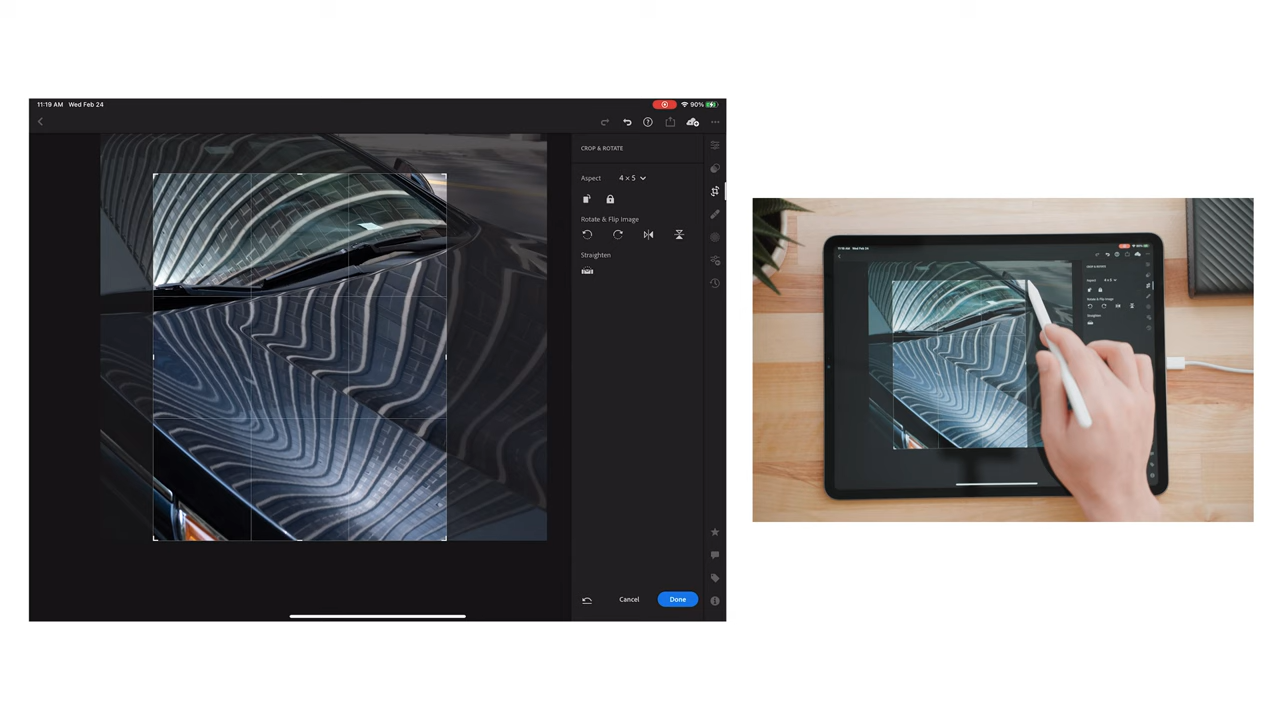 11:19 AM Wed Feb 24
90%
CROP & ROTATE
Aspect 4 × 5
Rotate & Flip Image
Straighten
Cancel Done